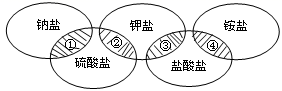 钠盐 钾盐 铵盐
① ② ③ ④
硫酸盐 盐酸盐